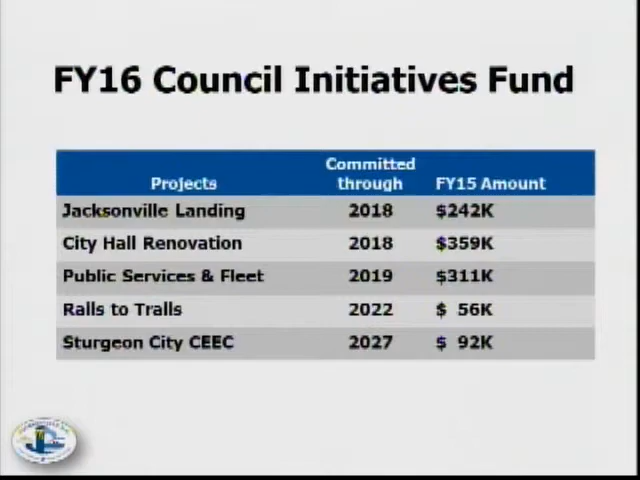 FY16 Council Initiatives Fund
Committed
Projects through FY15 Amount
Jacksonville Landing 2018 $242K
City Hall Renovation 2018 $359K
Public Services & Fleet 2019 $311K
Rails to Trails 2022 $ 56K
Sturgeon City CEEC 2027 $ 92K